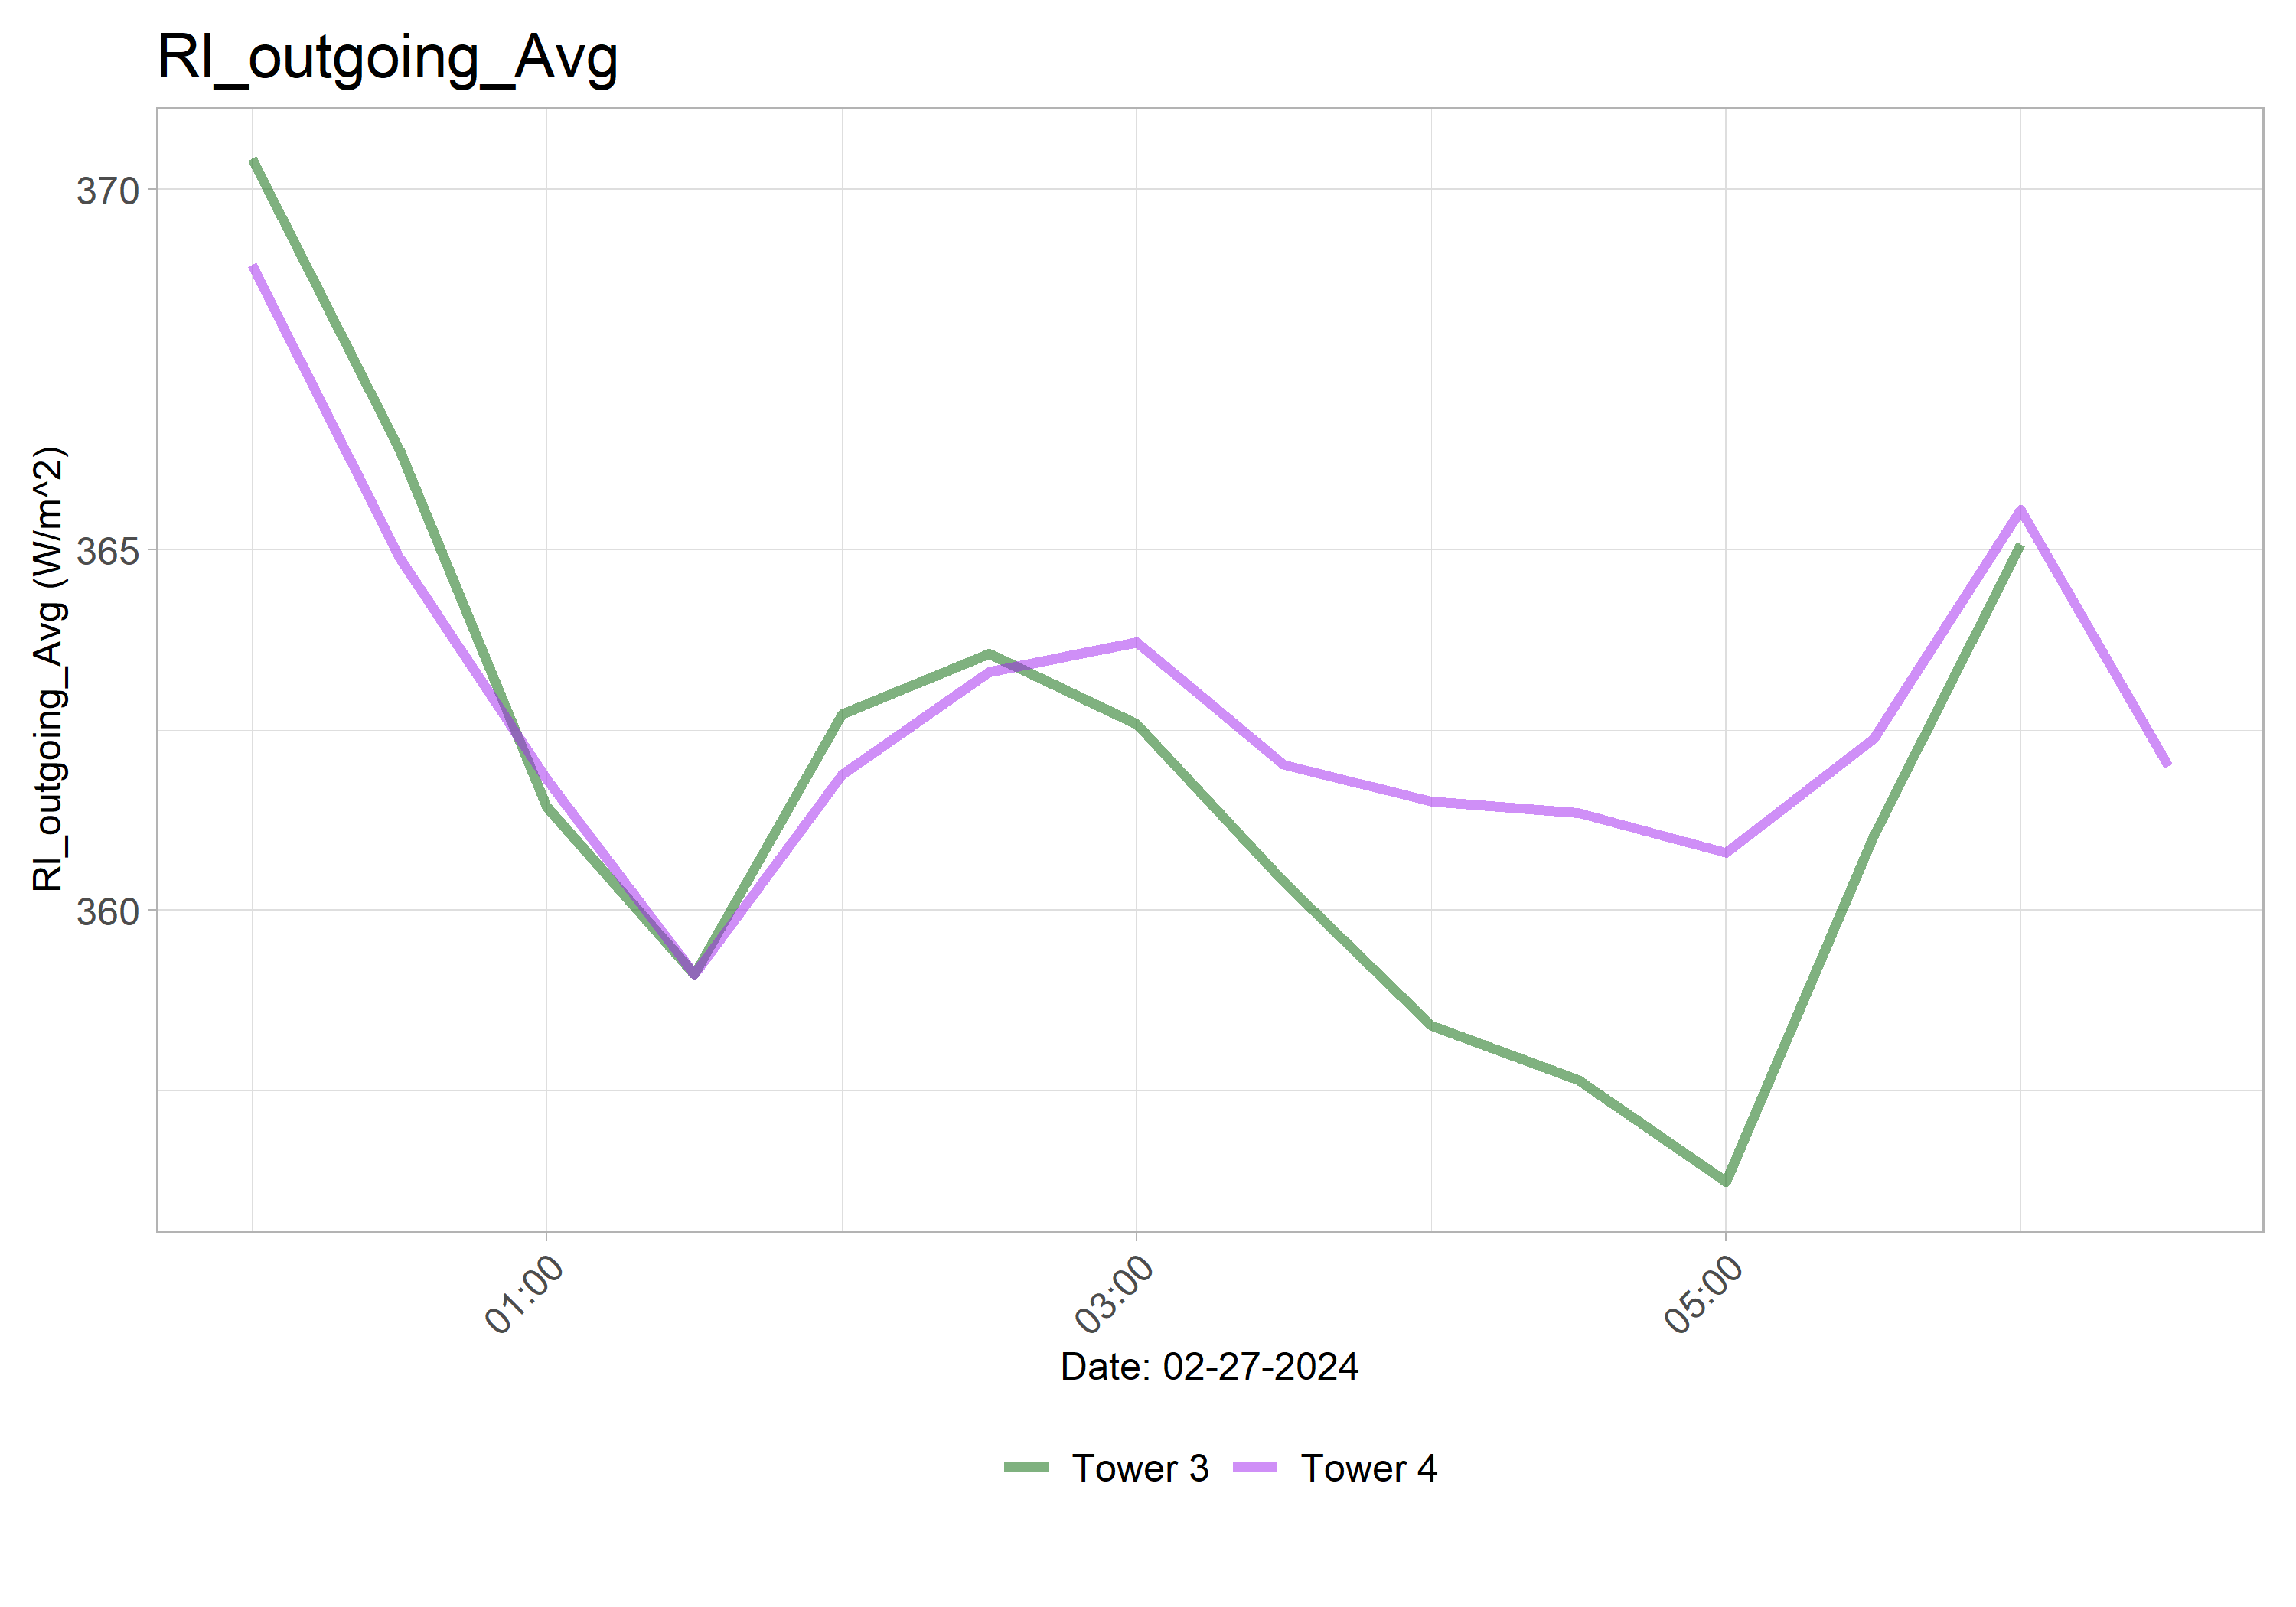 Rl_outgoing_Avg
Rl_outgoing_Avg (W/m^2)
370
365
360
01:00
03:00
05:00
Date: 02-27-2024
Tower 3
Tower 4